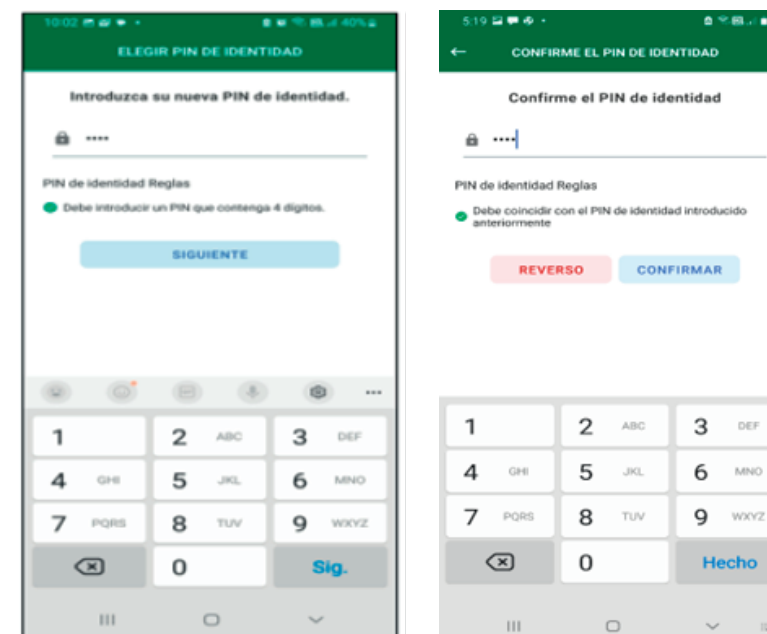 10:02
40%
ELEGIR PIN DE IDENTIDAD
Introduzca su nueva PIN de identidad.
••••
PIN de identidad Reglas
Debe introducir un PIN que contenga 4 dígitos.
SIGUIENTE
1
2 ABC
3 DEF
4 GHI
5 JKL
6 MNO
7 PQRS
8 TUV
9 WXYZ
0
Sig.
5:19
CONFIRME EL PIN DE IDENTIDAD
Confirme el PIN de identidad
••••
PIN de identidad Reglas
Debe coincidir con el PIN de identidad introducido
anteriormente
REVERSO CONFIRMAR
1
2 ABC
3 DEF
4 GHI
5 JKL
6 MNO
7 PQRS
8 TUV
9 WXYZ
0
Hecho